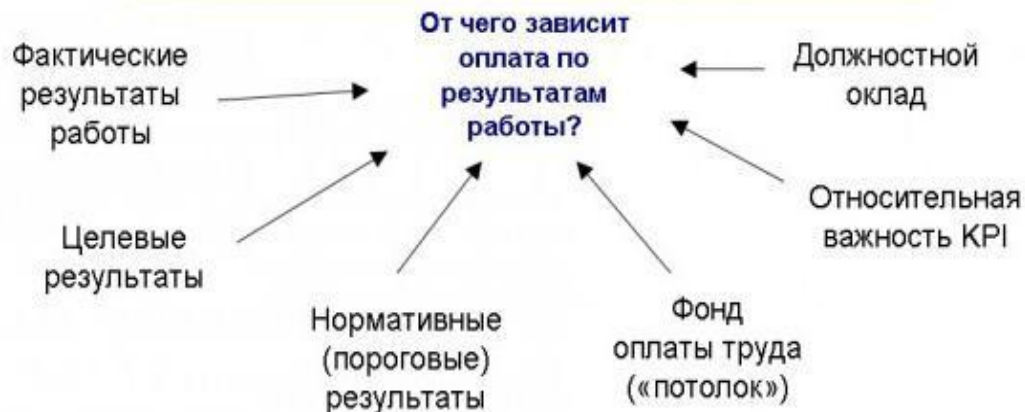 От чего зависит
оплата по
результатам
работы?
Фактические
результаты
работы
Целевые
результаты
Нормативные
(пороговые)
результаты
Фонд
оплаты труда
(«потолок»)
Относительная
важность KPI
Должностной
оклад